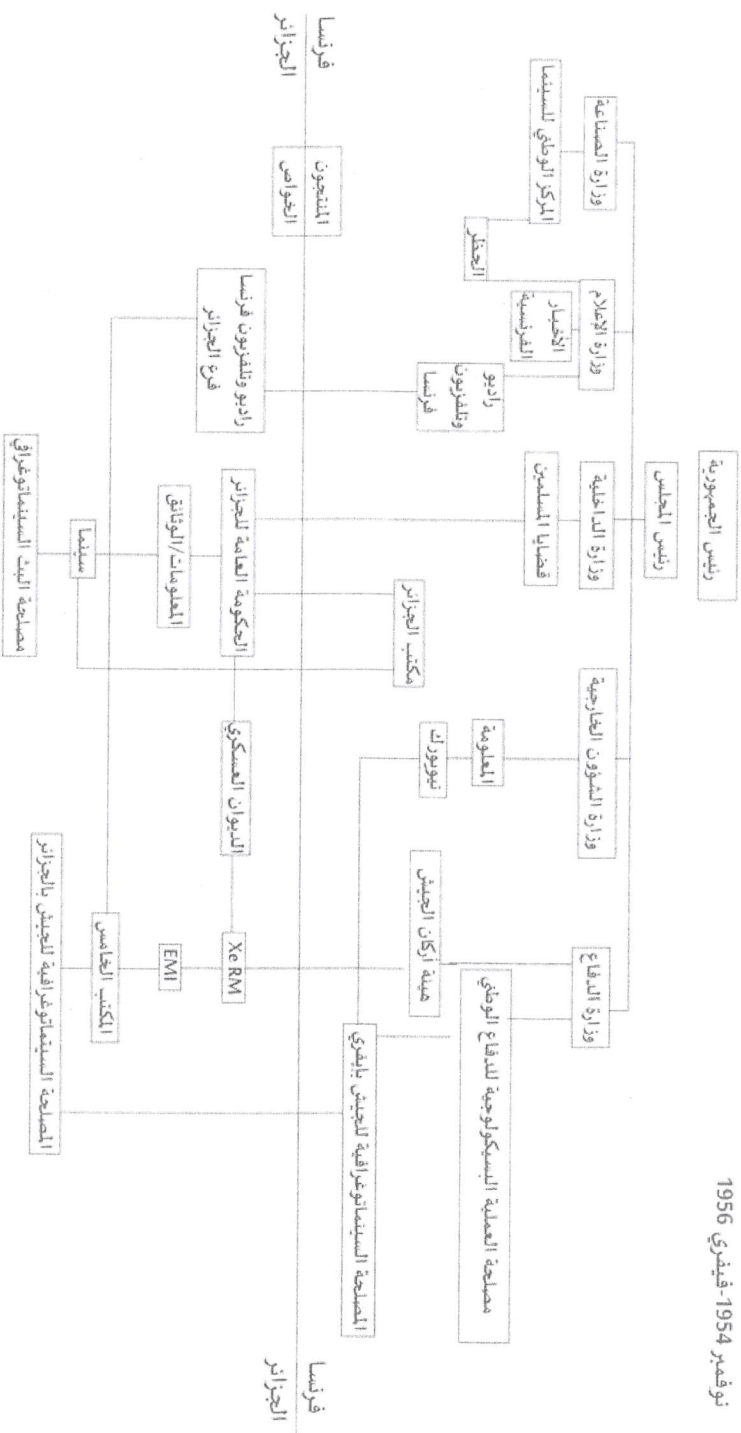 نوفمبر 1954-فيفري 1956
رئيس الجمهورية
رئيس المجلس
وزارة الصناعة
المركز الوطني للسينما
وزارة الإعلام
الحظر
الأخبار
الفرنسية
راديو
وتلفزيون
فرنسا
وزارة الداخلية
قضايا المسلمين
مكتب الجزائر
وزارة الشؤون الخارجية
المعلومة
نيويورك
وزارة الدفاع
هيئة أركان الجيش
مصلحة العملية البسيكولوجية للدفاع الوطني
المصلحة السينماتوغرافية للجيش بايفري
فرنسا
الجزائر
المنتجون
الخواص
فرنسا
الجزائر
راديو وتلفزيون فرنسا
فرع الجزائر
الحكومة العامة للجزائر
المعلومات/الوثائق
سينما
مصلحة البث السينماتوغرافي
الديوان العسكري
Xe RM
EMI
المكتب الخامس
المصلحة السينماتوغرافية للجيش بالجزائر